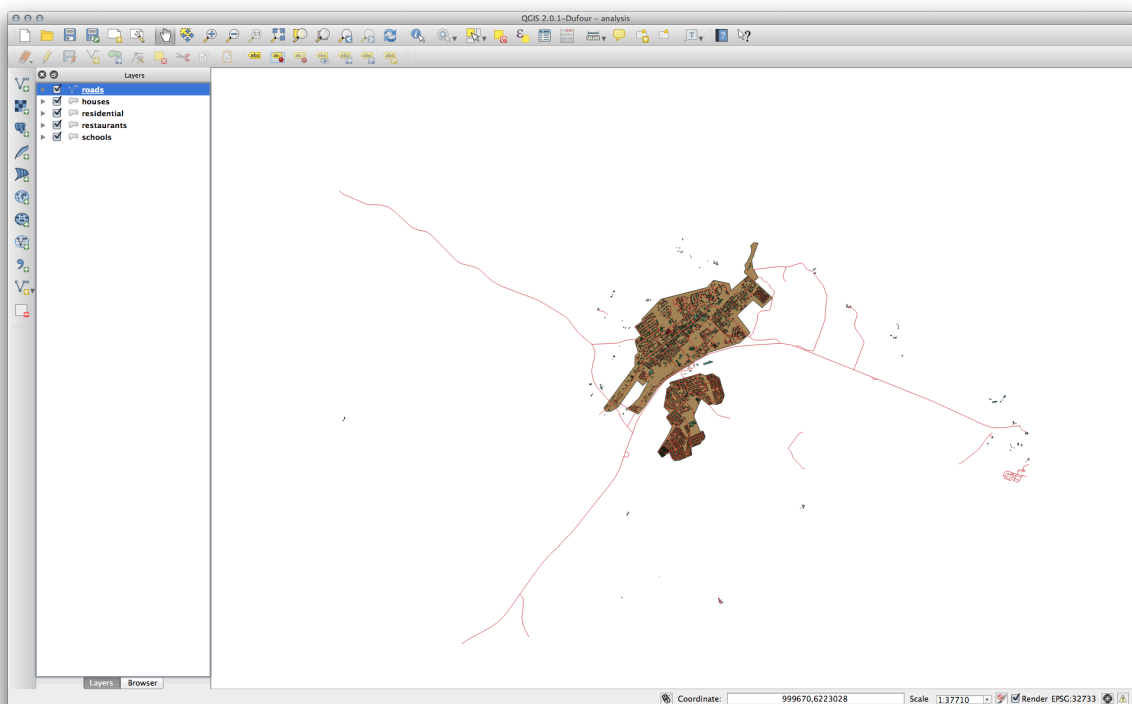 QGIS 2.0.1-Dufour - analysis
Layers
roads
houses
residential
restaurants
schools
Layers Browser
Coordinate: 999670,6223028 Scale 1:37710 Render EPSG:32733